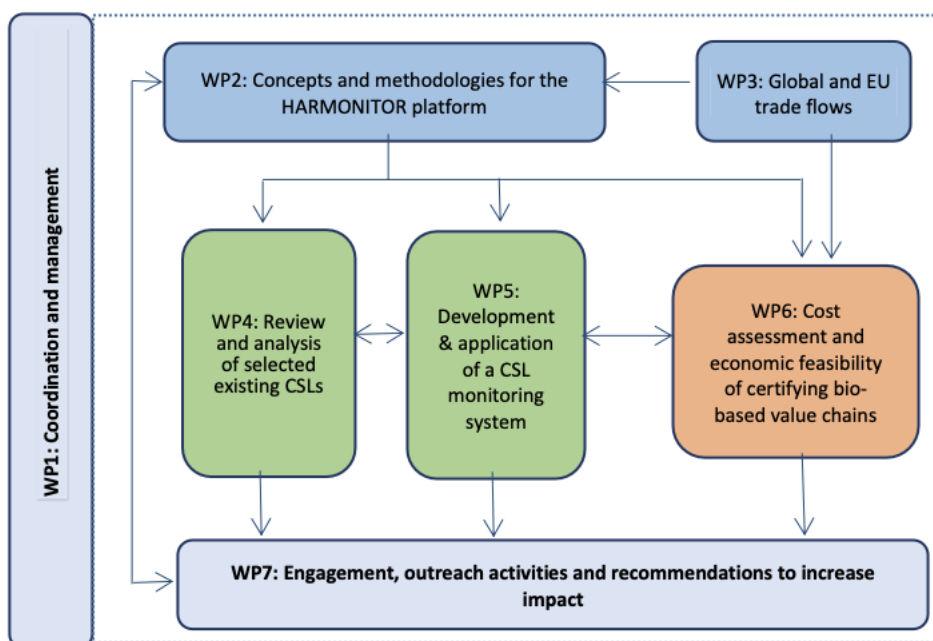 WP1: Coordination and management
WP2: Concepts and methodologies for the
HARMONITOR platform
WP3: Global and EU
trade flows
WP4: Review
and analysis
of selected
existing CSLs
WP5:
Development
& application
of a CSL
monitoring
system
WP6: Cost
assessment and
economic feasibility
of certifying bio-
based value chains
WP7: Engagement, outreach activities and recommendations to increase
impact